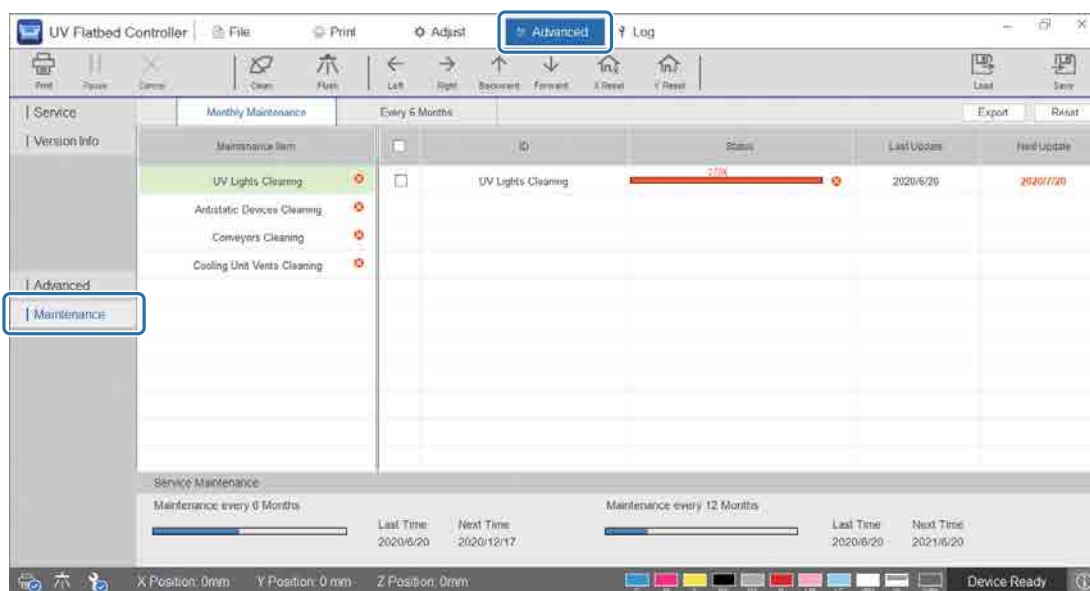 UV Flatbed Controller File Print Adjust Advanced Log
Print Pause Cancel Clean Flush Left Right Backward Forward X Reset Y Reset Load Save
Service Monthly Maintenance Every 6 Months Export Reset
Version Info Maintenance Item ID Status Last Update Next Update
UV Lights Cleaning UV Lights Cleaning 2020/6/20 2020/7/20
Antistatic Devices Cleaning
Conveyors Cleaning
Cooling Unit Vents Cleaning
Advanced
Maintenance
Service Maintenance
Maintenance every 6 Months Maintenance every 12 Months
Last Time Next Time Last Time Next Time
2020/6/20 2020/12/17 2020/6/20 2021/6/20
X Position: 0mm Y Position: 0 mm Z Position: 0mm Device Ready